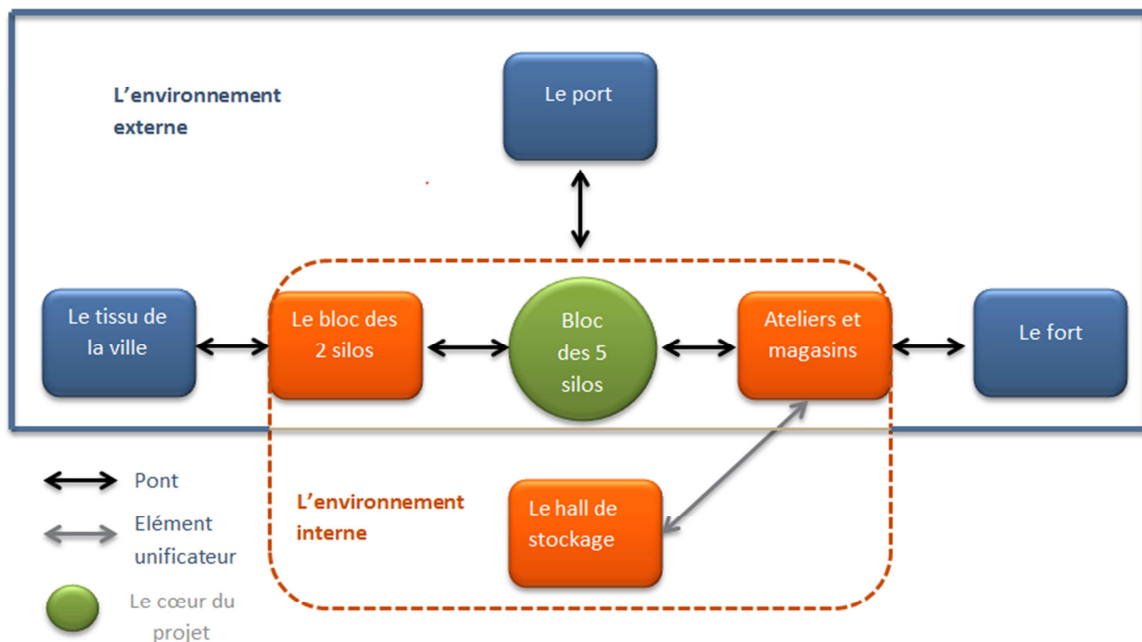 L'environnement
externe
Le port
Le tissu de
la ville
Le bloc des
2 silos
Bloc
des 5
silos
Ateliers et
magasins
Le fort
Pont
Elément
unificateur
Le cœur du
projet
L'environnement
interne
Le hall de
stockage